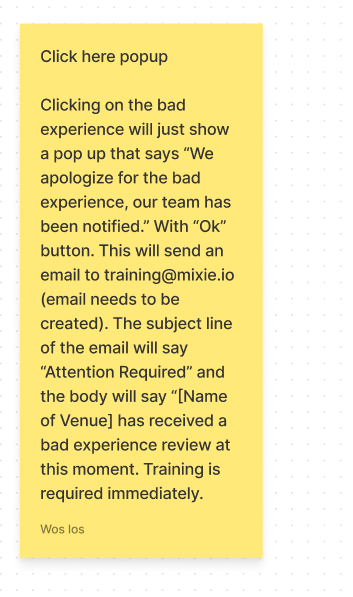 Click here popup
Clicking on the bad
experience will just show
a pop up that says “We
apologize for the bad
experience, our team has
been notified.” With “Ok”
button. This will send an
email to training@mixie.io
(email needs to be
created). The subject line
of the email will say
“Attention Required” and
the body will say “[Name
of Venue] has received a
bad experience review at
this moment. Training is
required immediately.
Wos Ios